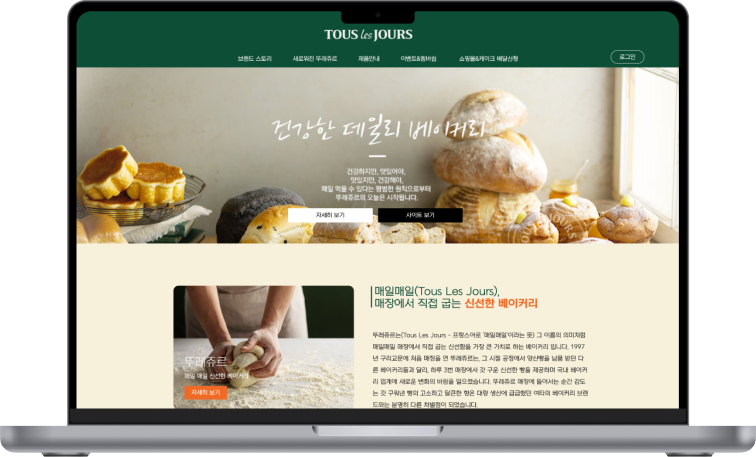 TOUS les JOURS
브랜드 스토리 새로워진 뚜레쥬르 제품안내 이벤트&멤버쉽 쇼핑몰&케이크 배달신청 로그인
건강한 데일리 베이커리
건강하지만, 맛있어야,
맛있지만, 건강해야,
매일 먹을 수 있다는 평범한 원칙으로부터
뚜레쥬르의 오늘은 시작됩니다.
자세히 보기 사이트 보기
매일매일(Tous Les Jours),
매장에서 직접 굽는 신선한 베이커리
뚜레쥬르는(Tous Les Jours - 프랑스어로 '매일매일'이라는 뜻) 그 이름의 의미처럼
매일매일 매장에서 직접 굽는 신선함을 가장 큰 가치로 하는 베이커리 입니다. 1997
년 구리교문에 처음 매장을 연 뚜레쥬르는, 그 시절 공장에서 양산빵을 납품 받던 다
른 베이커리들과 달리, 하루 3번 매장에서 갓 구운 신선한 빵을 제공하며 국내 베이커
리 업계에 새로운 변화의 바람을 일으켰습니다. 뚜레쥬르 매장에 들어서는 순간 감도
는 갓 구워낸 빵의 고소하고 달콤한 향은 대량 생산에 급급했던 여타의 베이커리 브랜
드와는 분명히 다른 차별점이 되었습니다.
뚜레쥬르
매일 매일 신선한 베이커리
자세히 보기